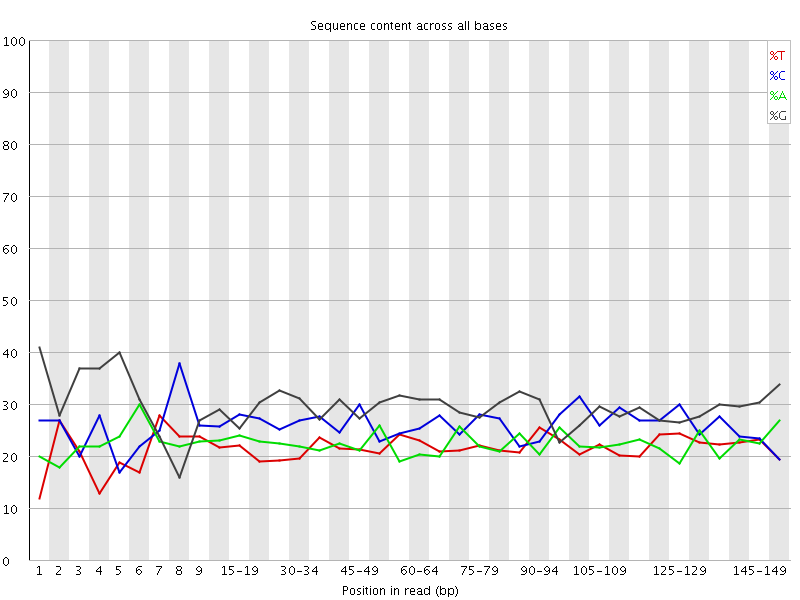 Sequence content across all bases
100
90
80
70
60
50
40
30
20
10
0
%T
%C
%A
%G
1 2 3 4 5 6 7 8 9 15-19 30-34 45-49 60-64 75-79 90-94 105-109 125-129 145-149
Position in read (bp)